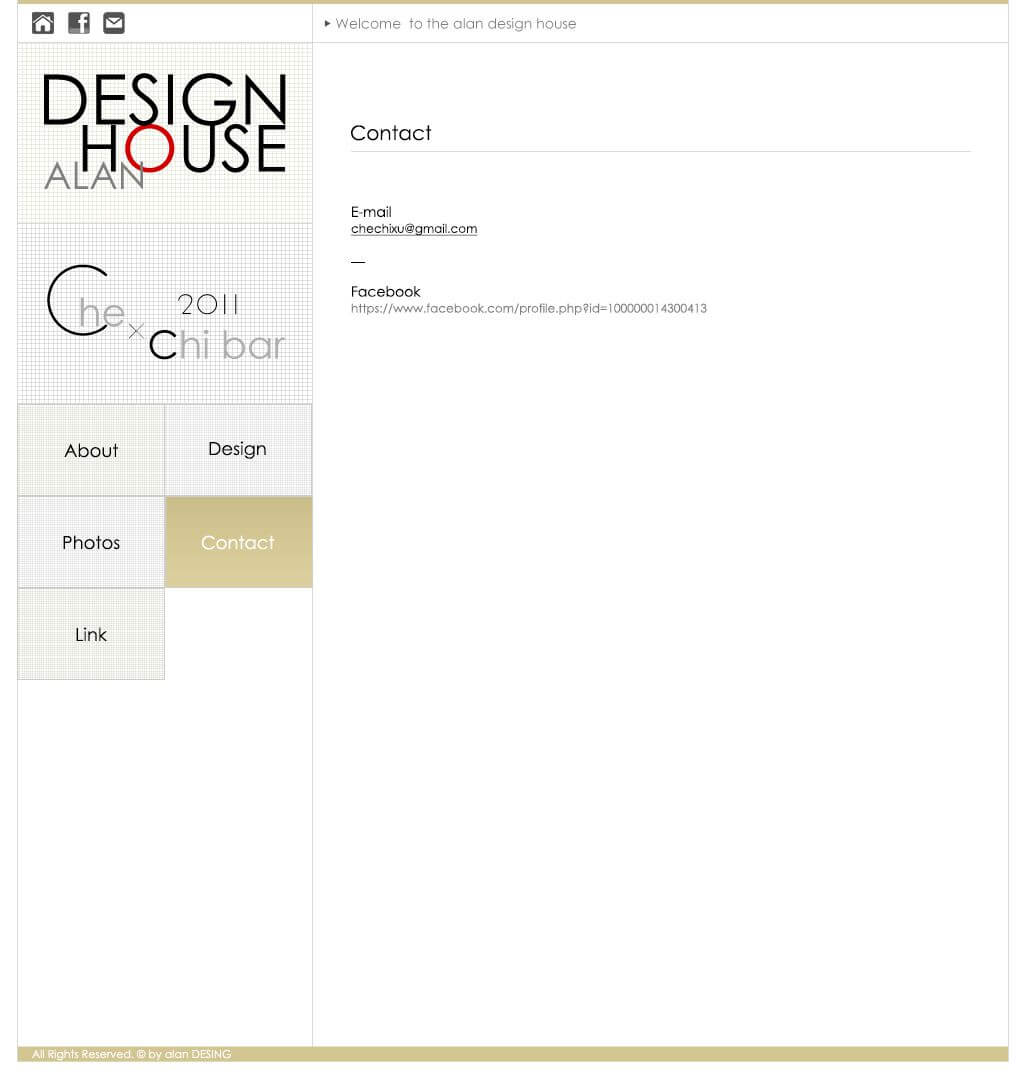 Welcome to the alan design house
DESIGN
HOUSE
ALAN
Che
2011
×
Chi bar
About
Design
Photos
Contact
Link
Contact
E-mail
chechixu@gmail.com
—
Facebook
https://www.facebook.com/profile.php?id=100000014300413
All Rights Reserved. © by alan DESING